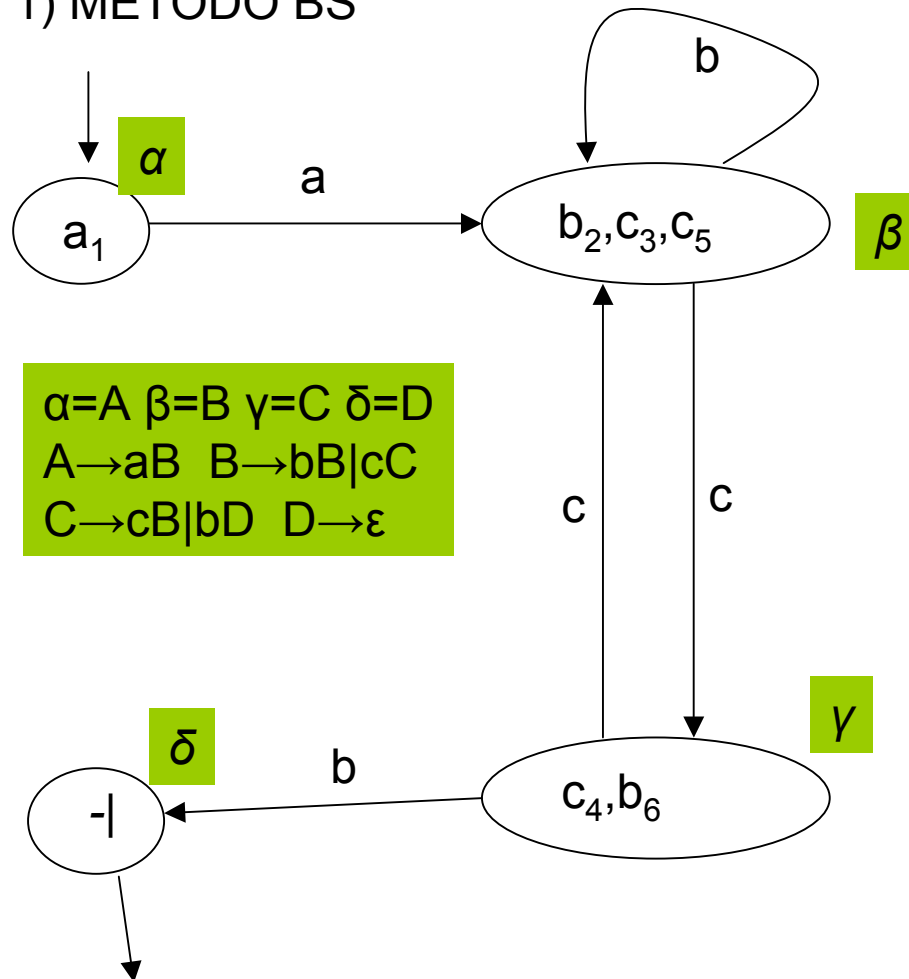 1) METODO BS
b
α
a
a₁
b₂,c₃,c₅
β
α=A β=B γ=C δ=D
A→aB B→bB|cC
C→cB|bD D→ε
c
c
γ
δ
b
-|
c₄,b₆